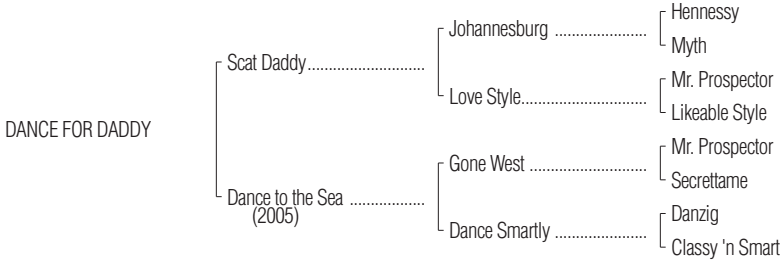 Hennessy
Johannesburg ......................
Myth
Scat Daddy............................
Mr. Prospector
Love Style..............................
Likeable Style
DANCE FOR DADDY
Mr. Prospector
Gone West ............................
Secrettame
Dance to the Sea ..................
(2005)
Danzig
Dance Smartly ......................
Classy 'n Smart